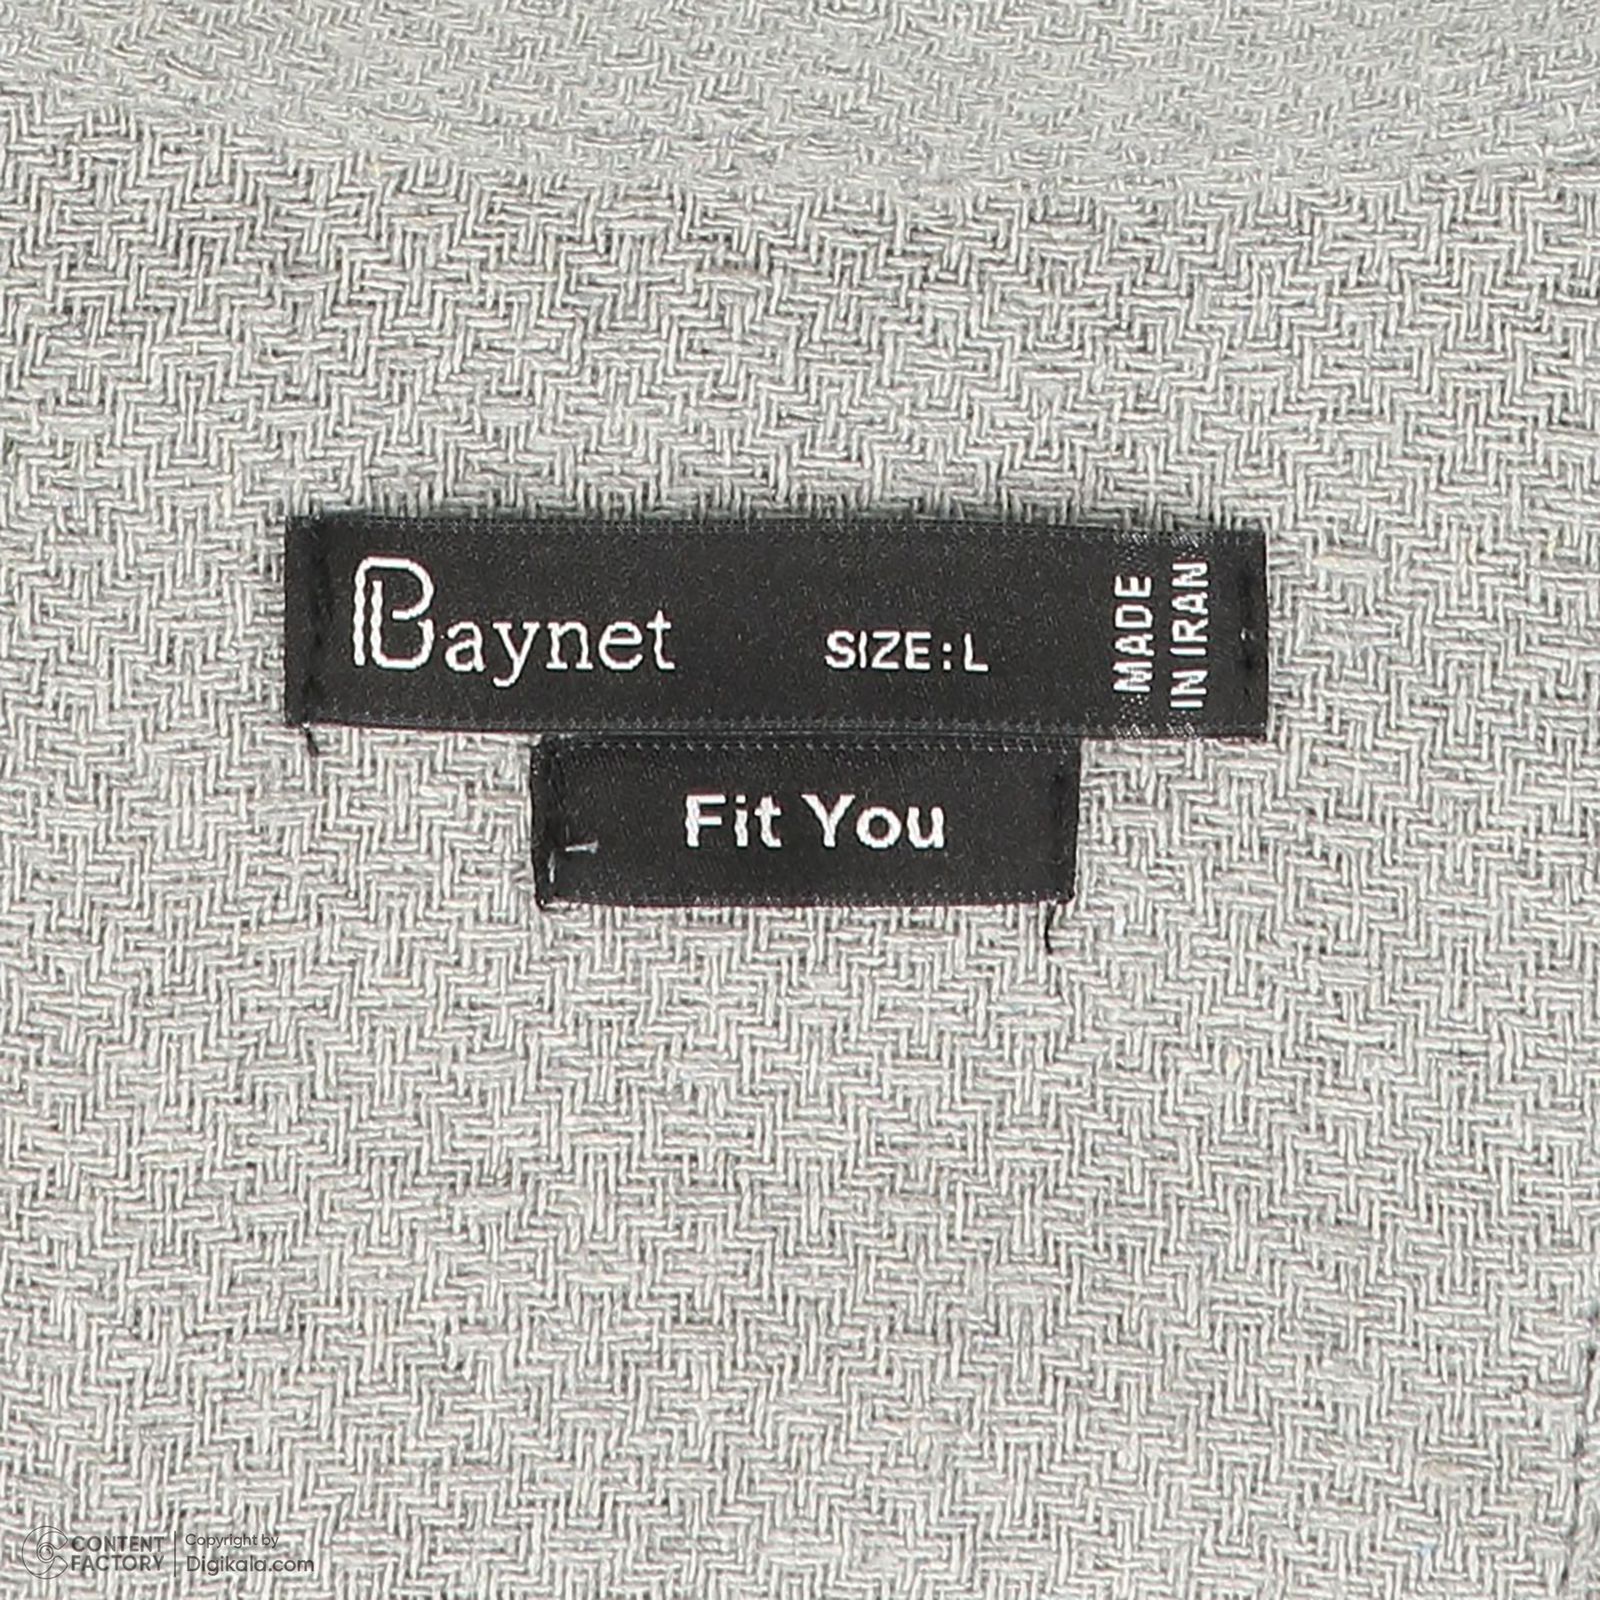 Baynet
SIZE: L
MADE
IN IRAN
Fit You
CONTENT
FACTORY
Copyright by
Digikala.com